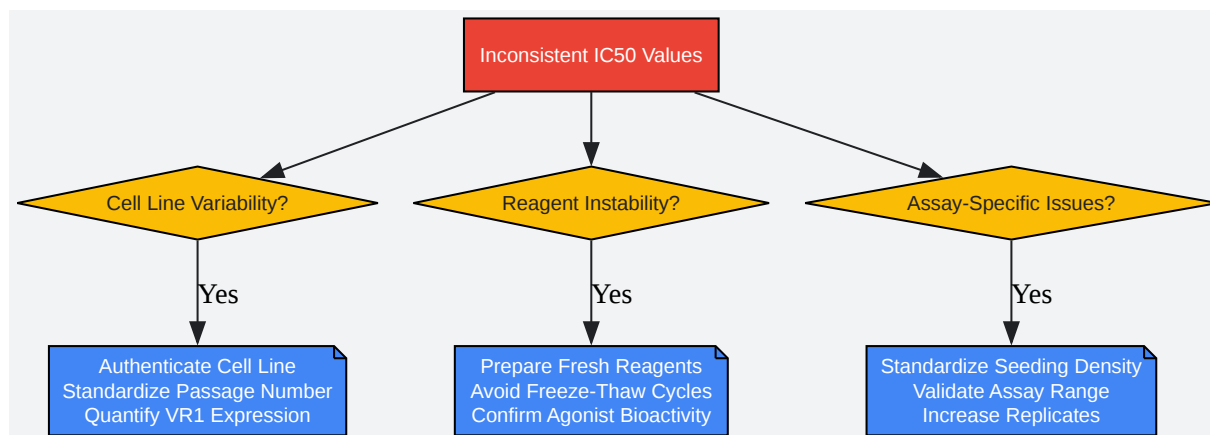 Inconsistent IC50 Values
Cell Line Variability?
Reagent Instability?
Assay-Specific Issues?
Yes
Yes
Yes
Authenticate Cell Line
Standardize Passage Number
Quantify VR1 Expression
Prepare Fresh Reagents
Avoid Freeze-Thaw Cycles
Confirm Agonist Bioactivity
Standardize Seeding Density
Validate Assay Range
Increase Replicates